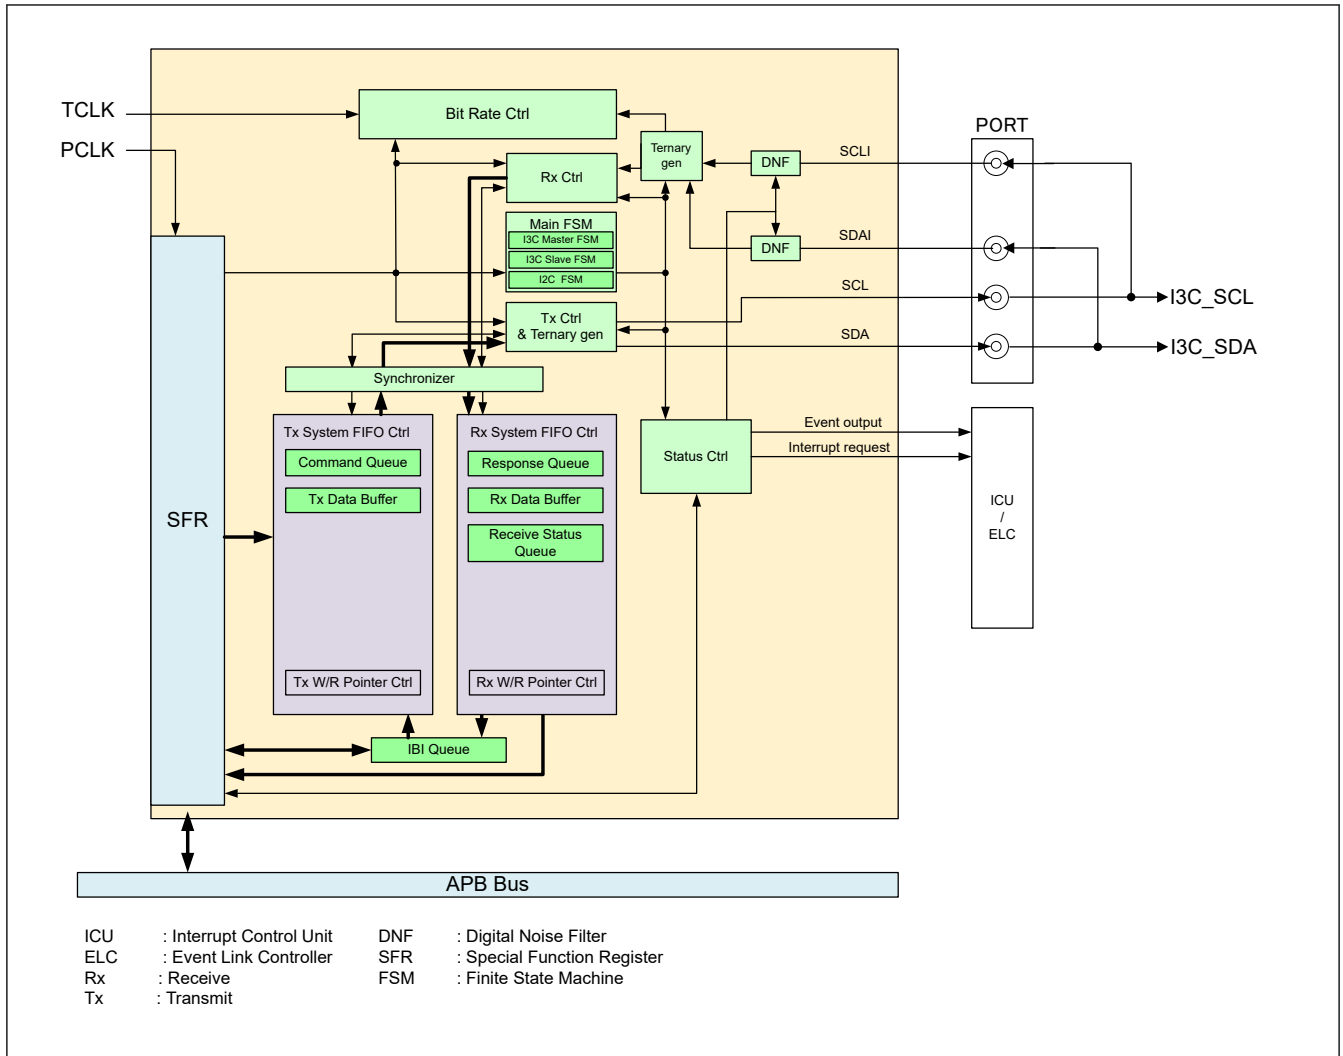 TCLK
PCLK
Bit Rate Ctrl
Ternary
gen
Rx Ctrl
DNF
SCLI
PORT
Main FSM
I3C Master FSM
I3C Slave FSM
I2C FSM
DNF
SDAI
SCL
I3C_SCL
Tx Ctrl
& Ternary gen
SDA
I3C_SDA
Synchronizer
SFR
Tx System FIFO Ctrl
Command Queue
Tx Data Buffer
Tx W/R Pointer Ctrl
Rx System FIFO Ctrl
Response Queue
Rx Data Buffer
Receive Status
Queue
Rx W/R Pointer Ctrl
Status Ctrl
Event output
Interrupt request
ICU
/
ELC
IBI Queue
APB Bus
ICU : Interrupt Control Unit DNF : Digital Noise Filter
ELC : Event Link Controller SFR : Special Function Register
Rx : Receive FSM : Finite State Machine
Tx : Transmit